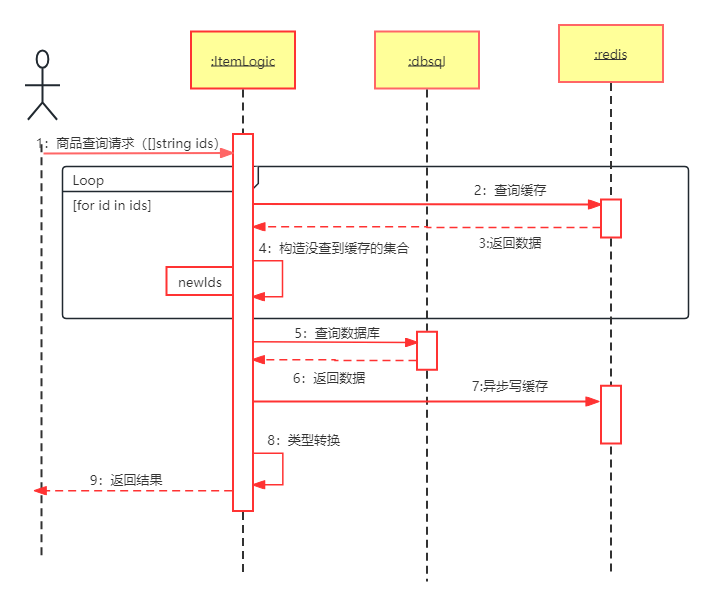 :ItemLogic
:dbsql
:redis
1：商品查询请求（[]string ids）
Loop
[for id in ids]
2：查询缓存
3:返回数据
4：构造没查到缓存的集合
newIds
5：查询数据库
6：返回数据
7:异步写缓存
8：类型转换
9：返回结果